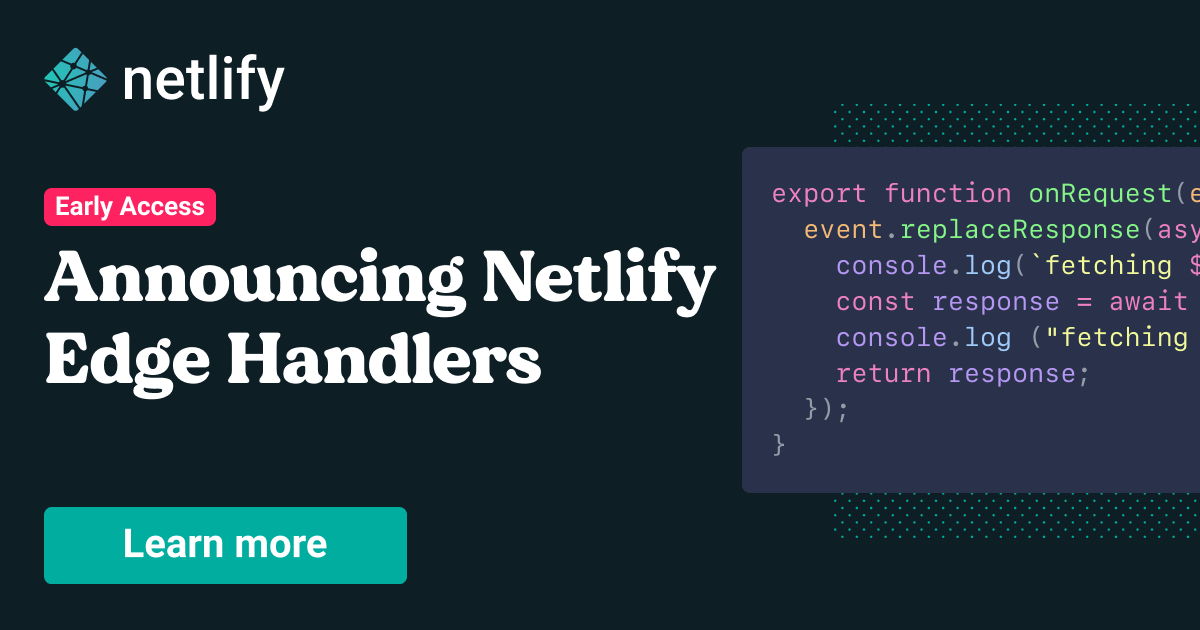 netlify
Early Access
Announcing Netlify
Edge Handlers
Learn more
export function onRequest(e
event.replaceResponse(asy
console.log(`fetching $
const response = await
console.log ("fetching
return response;
});
}